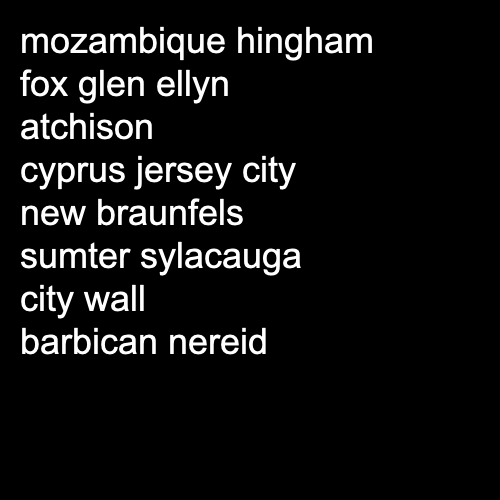 mozambique hingham
fox glen ellyn
atchison
cyprus jersey city
new braunfels
sumter sylacauga
city wall
barbican nereid